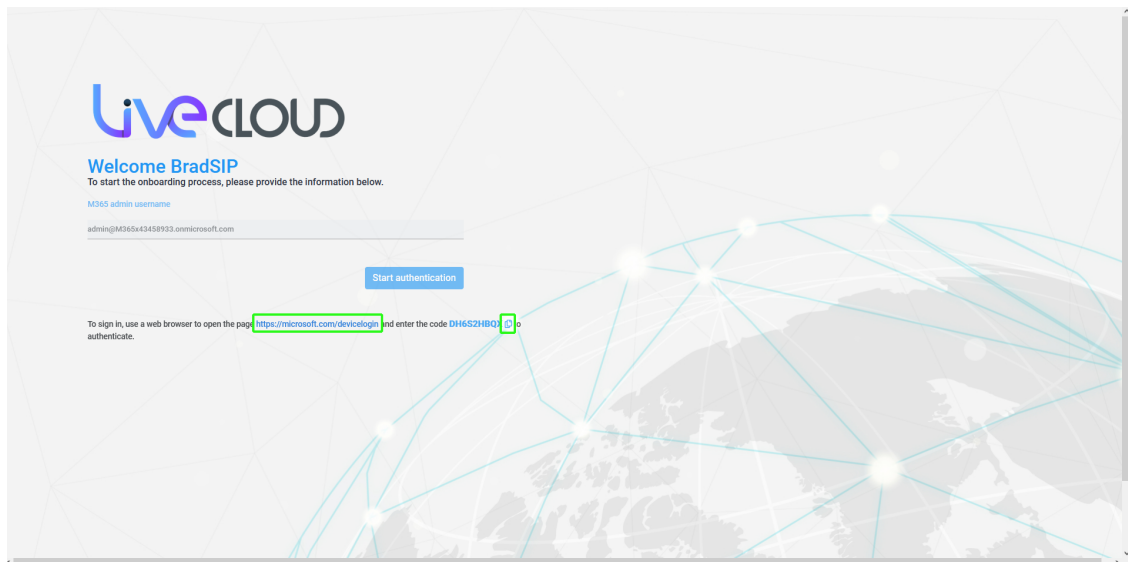 Live CLOUD
Welcome BradSIP
To start the onboarding process, please provide the information below.
M365 admin username
admin@M365x43458933.onmicrosoft.com
Start authentication
To sign in, use a web browser to open the page https://microsoft.com/devicelogin and enter the code DH6S2HBQX to
authenticate.